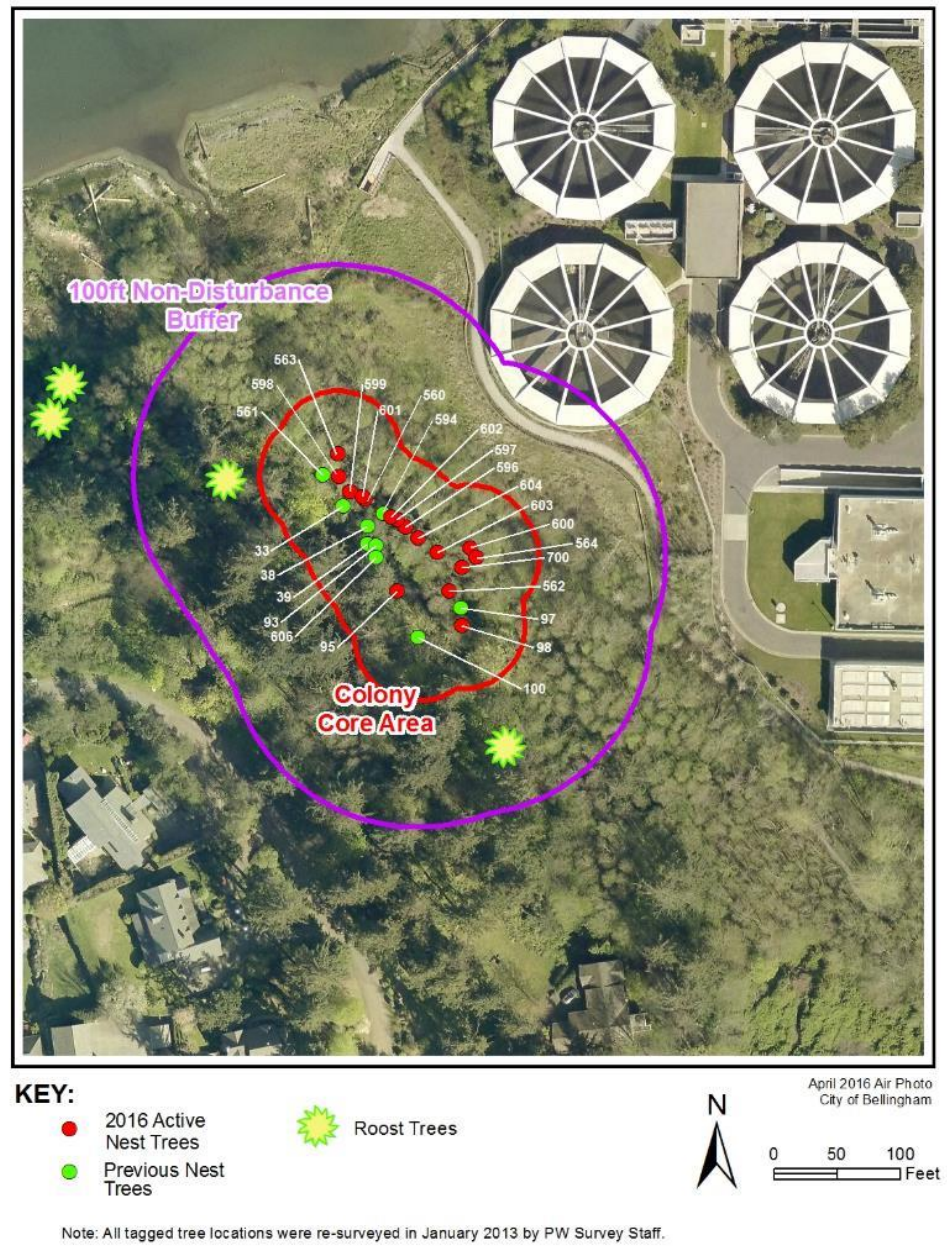 100ft Non-Disturbance
Buffer
563
598
599
561
601
560
594
602
597
596
604
603
600
564
700
562
33
38
39
93
606
95
97
98
100
Colony
Core Area
KEY:
2016 Active
Nest Trees
Previous Nest
Trees
Roost Trees
N
April 2016 Air Photo
City of Bellingham
0 50 100
Feet
Note: All tagged tree locations were re-surveyed in January 2013 by PW Survey Staff.